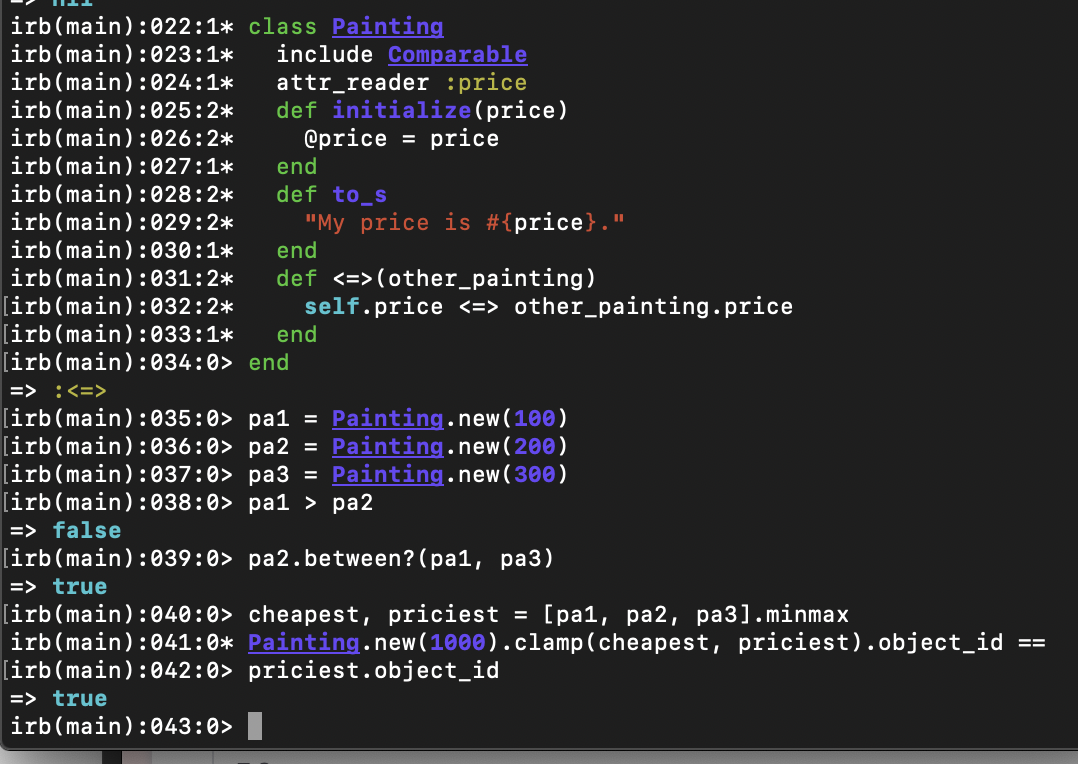 => nil
irb(main):022:1* class Painting
irb(main):023:1*   include Comparable
irb(main):024:1*   attr_reader :price
irb(main):025:2*   def initialize(price)
irb(main):026:2*     @price = price
irb(main):027:1*   end
irb(main):028:2*   def to_s
irb(main):029:2*     "My price is #{price}."
irb(main):030:1*   end
irb(main):031:2*   def <=>(other_painting)
[irb(main):032:2*     self.price <=> other_painting.price
[irb(main):033:1*   end
[irb(main):034:0> end
=> :<=>
[irb(main):035:0> pa1 = Painting.new(100)
[irb(main):036:0> pa2 = Painting.new(200)
[irb(main):037:0> pa3 = Painting.new(300)
[irb(main):038:0> pa1 > pa2
=> false
[irb(main):039:0> pa2.between?(pa1, pa3)
=> true
[irb(main):040:0> cheapest, priciest = [pa1, pa2, pa3].minmax
irb(main):041:0* Painting.new(1000).clamp(cheapest, priciest).object_id ==
[irb(main):042:0> priciest.object_id
=> true
irb(main):043:0>